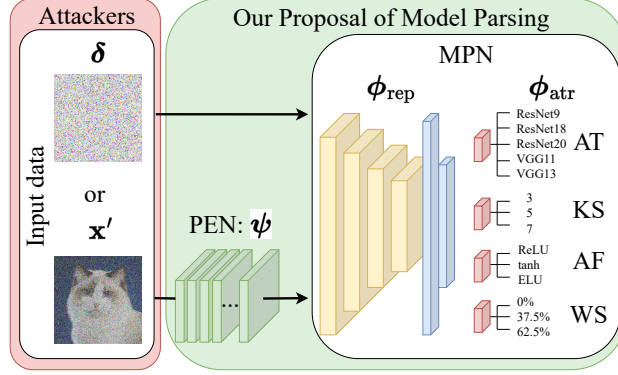 Attackers
Our Proposal of Model Parsing
Input data
δ
or
x′
PEN: ψ
...
MPN
ϕrep
ϕatr
ResNet9
ResNet18
ResNet20
VGG11
VGG13
AT
3
5
7
KS
ReLU
tanh
ELU
AF
0%
37.5%
62.5%
WS